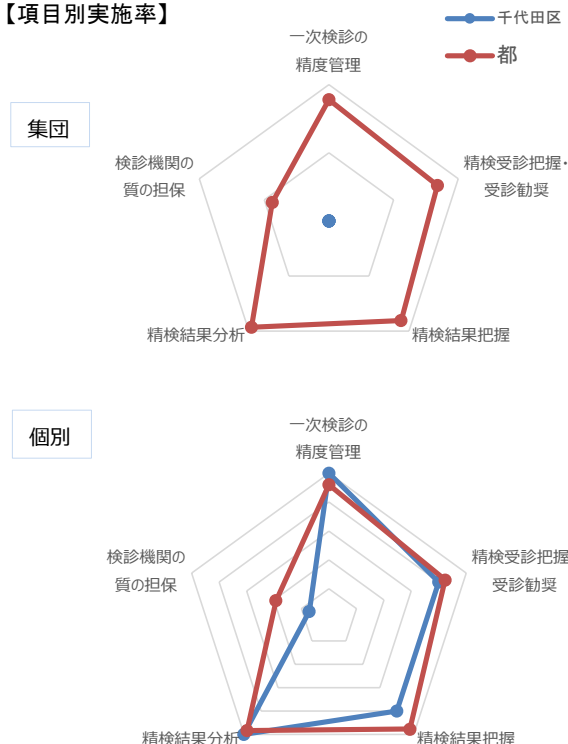 【項目別実施率】
千代田区
都
集団
一次検診の
精度管理
精検受診把握・
受診勧奨
精検結果把握
精検結果分析
検診機関の
質の担保
個別
一次検診の
精度管理
精検受診把握
受診勧奨
精検結果把握
精検結果分析
検診機関の
質の担保